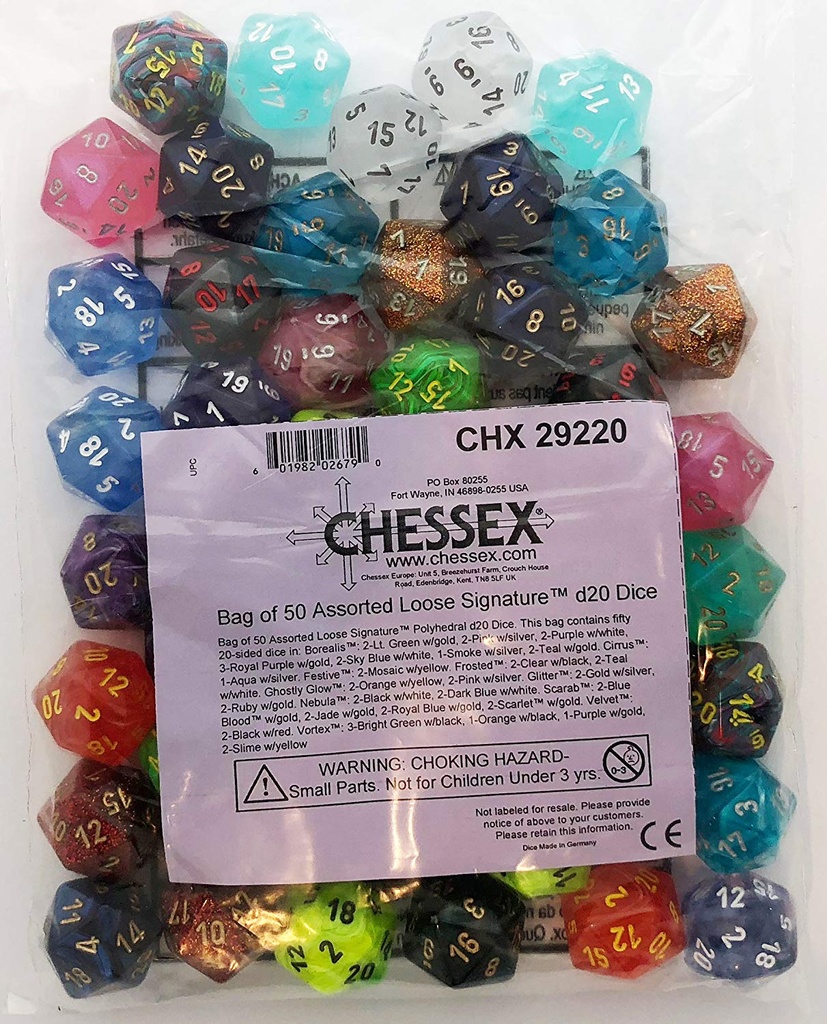 CHX 29220
UPC
6 01982 02679 0
PO Box 80255
Fort Wayne, IN 46898-0255 USA
CHESSEX®
www.chessex.com
Chessex Europe: Unit 5, Breezehurst Farm, Crouch House
Road, Edenbridge, Kent, TN8 5LF UK
Bag of 50 Assorted Loose Signature™ d20 Dice
Bag of 50 Assorted Loose Signature™ Polyhedral d20 Dice. This bag contains fifty
20-sided dice in: Borealis™: 2-Lt. Green w/gold, 2-Pink w/silver, 2-Purple w/white,
3-Royal Purple w/gold, 2-Sky Blue w/white, 1-Smoke w/silver, 2-Teal w/gold. Cirrus™:
1-Aqua w/silver. Festive™: 2-Mosaic w/yellow. Frosted™: 2-Clear w/black, 2-Teal
w/white. Ghostly Glow™: 2-Orange w/yellow, 2-Pink w/silver. Glitter™: 2-Gold w/silver,
2-Ruby w/gold. Nebula™: 2-Black w/white, 2-Dark Blue w/white. Scarab™: 2-Blue
Blood™ w/gold, 2-Jade w/gold, 2-Royal Blue w/gold, 2-Scarlet™ w/gold. Velvet™:
2-Black w/red. Vortex™: 3-Bright Green w/black, 1-Orange w/black, 1-Purple w/gold,
2-Slime w/yellow
WARNING: CHOKING HAZARD-
Small Parts. Not for Children Under 3 yrs.
0-3
Not labeled for resale. Please provide
notice of above to your customers.
Please retain this information.
Dice Made in Germany
CE